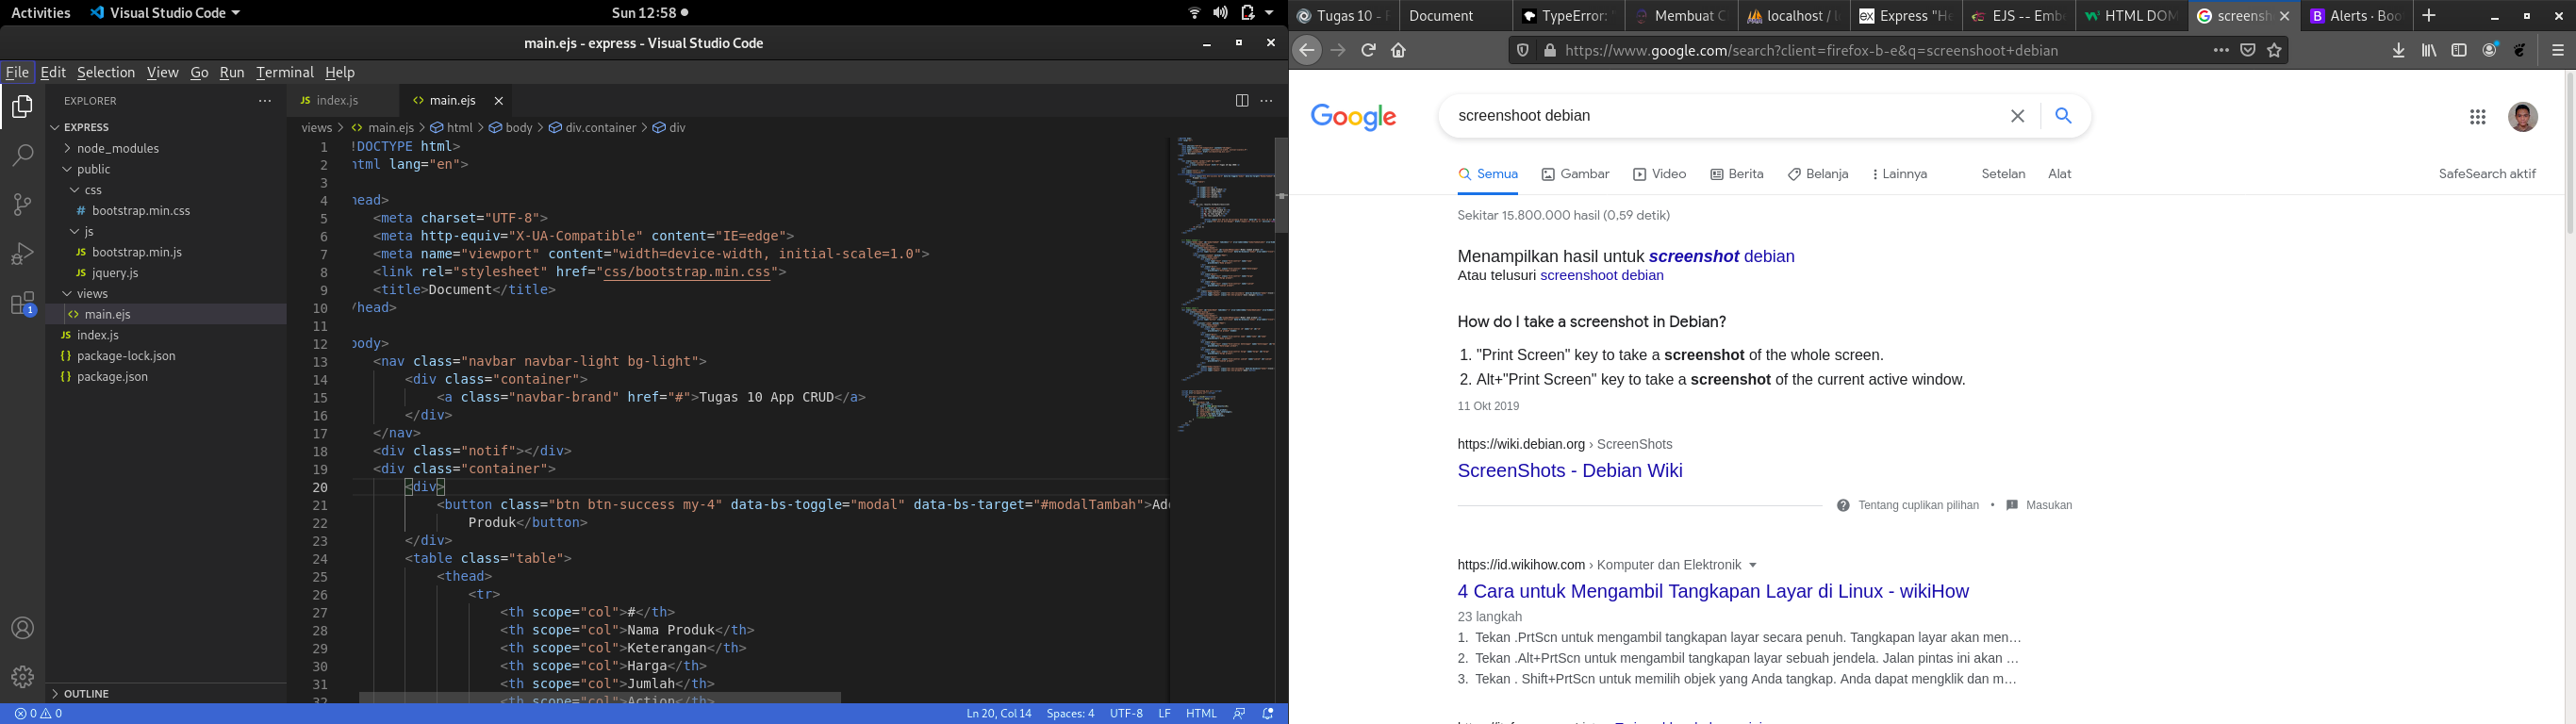 Activities Visual Studio Code Sun 12:58
main.ejs - express - Visual Studio Code
File Edit Selection View Go Run Terminal Help
EXPLORER
EXPRESS
node_modules
public
css
# bootstrap.min.css
js
JS bootstrap.min.js
JS jquery.js
views
<> main.ejs
JS index.js
{ } package-lock.json
{ } package.json
OUTLINE
1
JS index.js <> main.ejs
views > <> main.ejs > html > body > div.container > div
1 !DOCTYPE html>
2 html lang="en">
3
4 head>
5 <meta charset="UTF-8">
6 <meta http-equiv="X-UA-Compatible" content="IE=edge">
7 <meta name="viewport" content="width=device-width, initial-scale=1.0">
8 <link rel="stylesheet" href="css/bootstrap.min.css">
9 <title>Document</title>
10 /head>
11
12 body>
13 <nav class="navbar navbar-light bg-light">
14 <div class="container">
15 <a class="navbar-brand" href="#">Tugas 10 App CRUD</a>
16 </div>
17 </nav>
18 <div class="notif"></div>
19 <div class="container">
20 <div>
21 <button class="btn btn-success my-4" data-bs-toggle="modal" data-bs-target="#modalTambah">Ad
22 Produk</button>
23 </div>
24 <table class="table">
25 <thead>
26 <tr>
27 <th scope="col">#</th>
28 <th scope="col">Nama Produk</th>
29 <th scope="col">Keterangan</th>
30 <th scope="col">Harga</th>
31 <th scope="col">Jumlah</th>
32 <th scope="col">Action</th>
0 0 Ln 20, Col 14 Spaces: 4 UTF-8 LF HTML
Tugas 10 - Document TypeError: Membuat C localhost / l Express "He EJS -- Embe HTML DOM screensh Alerts · Boo
https://www.google.com/search?client=firefox-b-e&q=screenshoot+debian
Google screenshoot debian
Semua Gambar Video Berita Belanja Lainnya Setelan Alat SafeSearch aktif
Sekitar 15.800.000 hasil (0,59 detik)
Menampilkan hasil untuk screenshot debian
Atau telusuri screenshoot debian
How do I take a screenshot in Debian?
1. "Print Screen" key to take a screenshot of the whole screen.
2. Alt+"Print Screen" key to take a screenshot of the current active window.
11 Okt 2019
https://wiki.debian.org › ScreenShots
ScreenShots - Debian Wiki
Tentang cuplikan pilihan • Masukan
https://id.wikihow.com › Komputer dan Elektronik
4 Cara untuk Mengambil Tangkapan Layar di Linux - wikiHow
23 langkah
1. Tekan .PrtScn untuk mengambil tangkapan layar secara penuh. Tangkapan layar akan men…
2. Tekan .Alt+PrtScn untuk mengambil tangkapan layar sebuah jendela. Jalan pintas ini akan …
3. Tekan . Shift+PrtScn untuk memilih objek yang Anda tangkap. Anda dapat mengklik dan m…